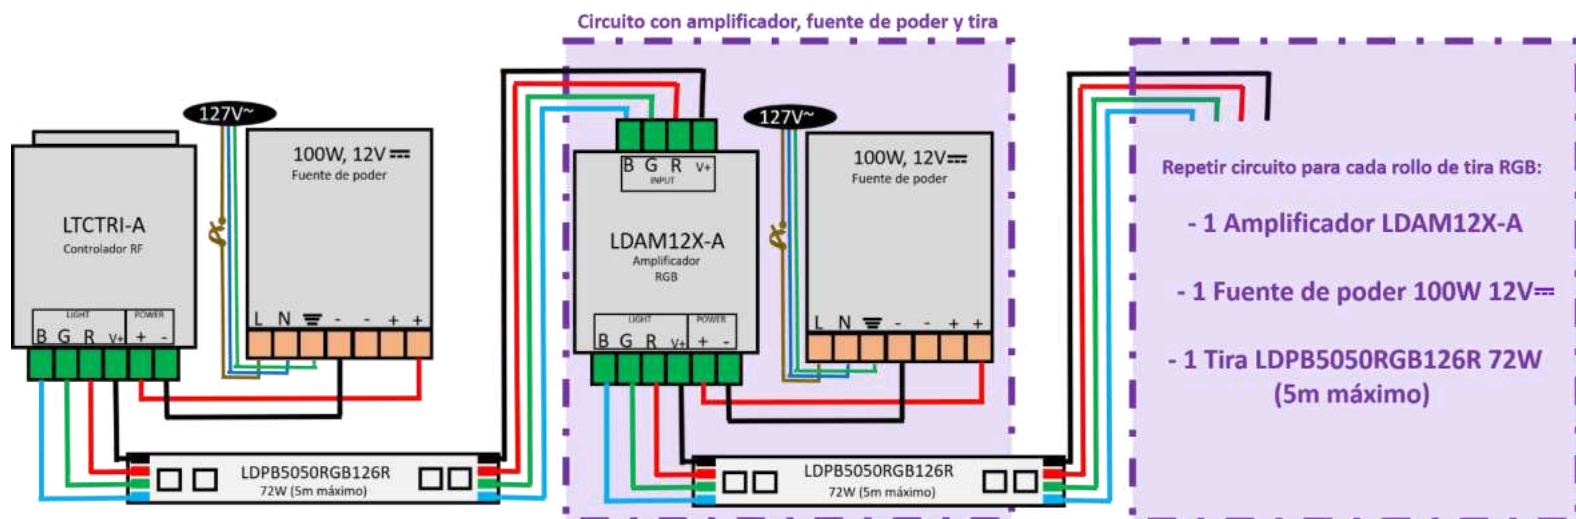 Circuito con amplificador, fuente de poder y tira
127V~
100W, 12V
Fuente de poder
LTCTRI-A
Controlador RF
LIGHT POWER
B G R V+ + -
L N - - + +
LDPB5050RGB126R
72W (5m máximo)
B G R V+
INPUT
LDAM12X-A
Amplificador
RGB
LIGHT POWER
B G R V+ + -
127V~
100W, 12V
Fuente de poder
L N - - + +
LDPB5050RGB126R
72W (5m máximo)
Repetir circuito para cada rollo de tira RGB:
- 1 Amplificador LDAM12X-A
- 1 Fuente de poder 100W 12V
- 1 Tira LDPB5050RGB126R 72W
(5m máximo)